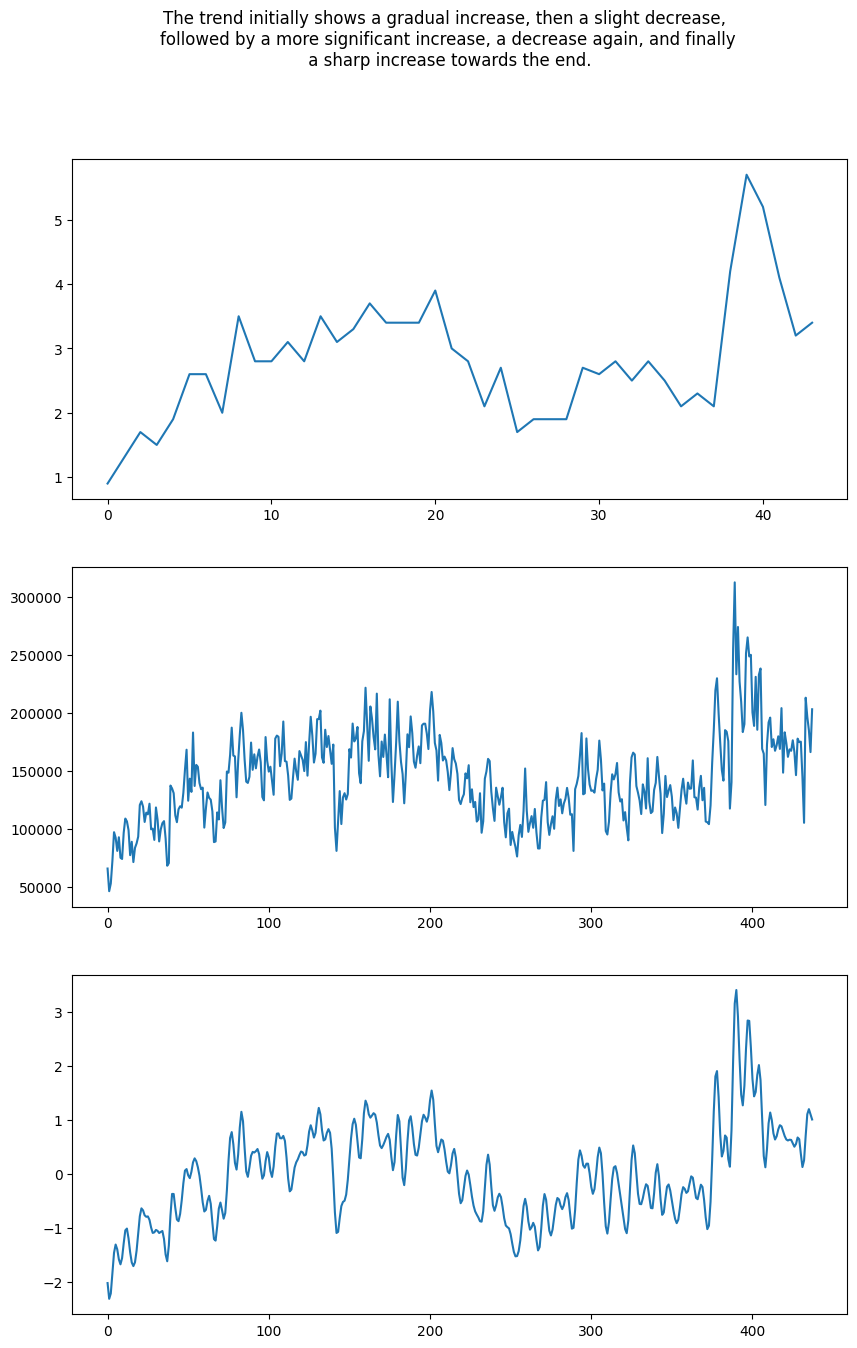 The trend initially shows a gradual increase, then a slight decrease,
followed by a more significant increase, a decrease again, and finally
a sharp increase towards the end.
5
4
3
2
1
0 10 20 30 40
300000
250000
200000
150000
100000
50000
0 100 200 300 400
3
2
1
0
−1
−2
0 100 200 300 400